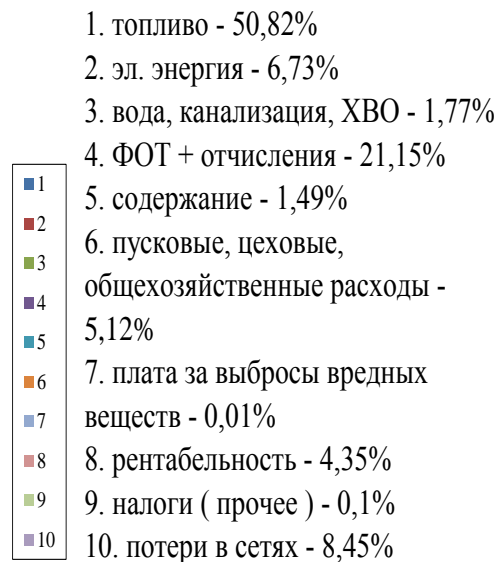 1. топливо - 50,82%
2. эл. энергия - 6,73%
3. вода, канализация, ХВО - 1,77%
4. ФОТ + отчисления - 21,15%
5. содержание - 1,49%
6. пусковые, цеховые,
общехозяйственные расходы -
5,12%
7. плата за выбросы вредных
веществ - 0,01%
8. рентабельность - 4,35%
9. налоги ( прочее ) - 0,1%
10. потери в сетях - 8,45%
1
2
3
4
5
6
7
8
9
10